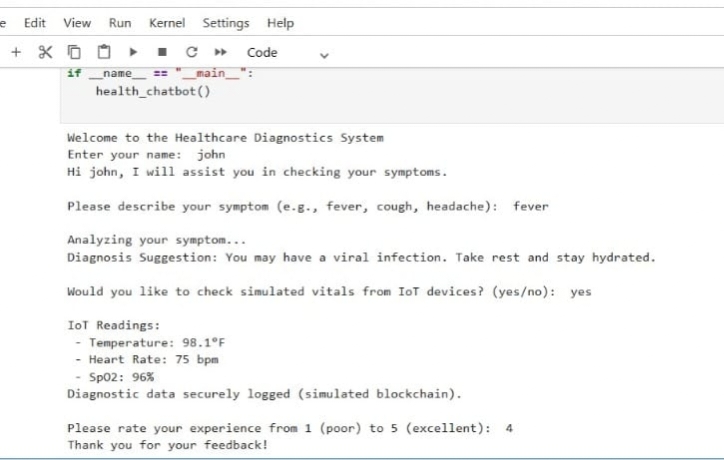 e Edit View Run Kernel Settings Help
Code
if __name__ == "__main__":
health_chatbot()
Welcome to the Healthcare Diagnostics System
Enter your name: john
Hi john, I will assist you in checking your symptoms.
Please describe your symptom (e.g., fever, cough, headache): fever
Analyzing your symptom...
Diagnosis Suggestion: You may have a viral infection. Take rest and stay hydrated.
Would you like to check simulated vitals from IoT devices? (yes/no): yes
IoT Readings:
- Temperature: 98.1°F
- Heart Rate: 75 bpm
- SpO2: 96%
Diagnostic data securely logged (simulated blockchain).
Please rate your experience from 1 (poor) to 5 (excellent): 4
Thank you for your feedback!